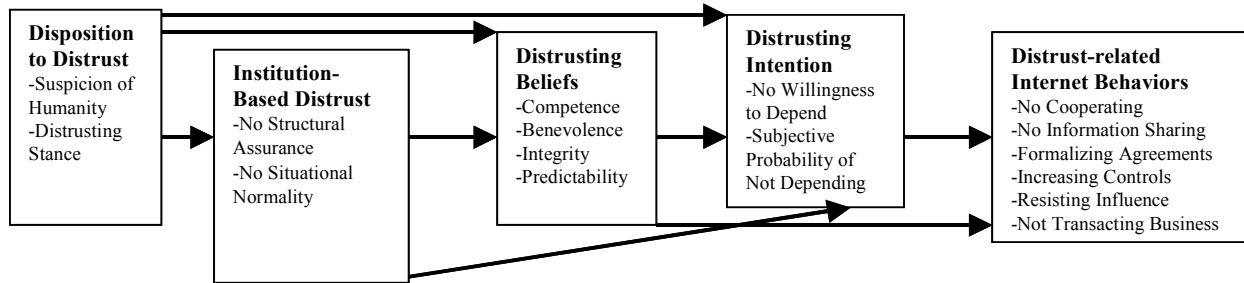 Disposition
to Distrust
-Suspicion of
Humanity
-Distrusting
Stance
Institution-
Based Distrust
-No Structural
Assurance
-No Situational
Normality
Distrusting
Beliefs
-Competence
-Benevolence
-Integrity
-Predictability
Distrusting
Intention
-No Willingness
to Depend
-Subjective
Probability of
Not Depending
Distrust-related
Internet Behaviors
-No Cooperating
-No Information Sharing
-Formalizing Agreements
-Increasing Controls
-Resisting Influence
-Not Transacting Business